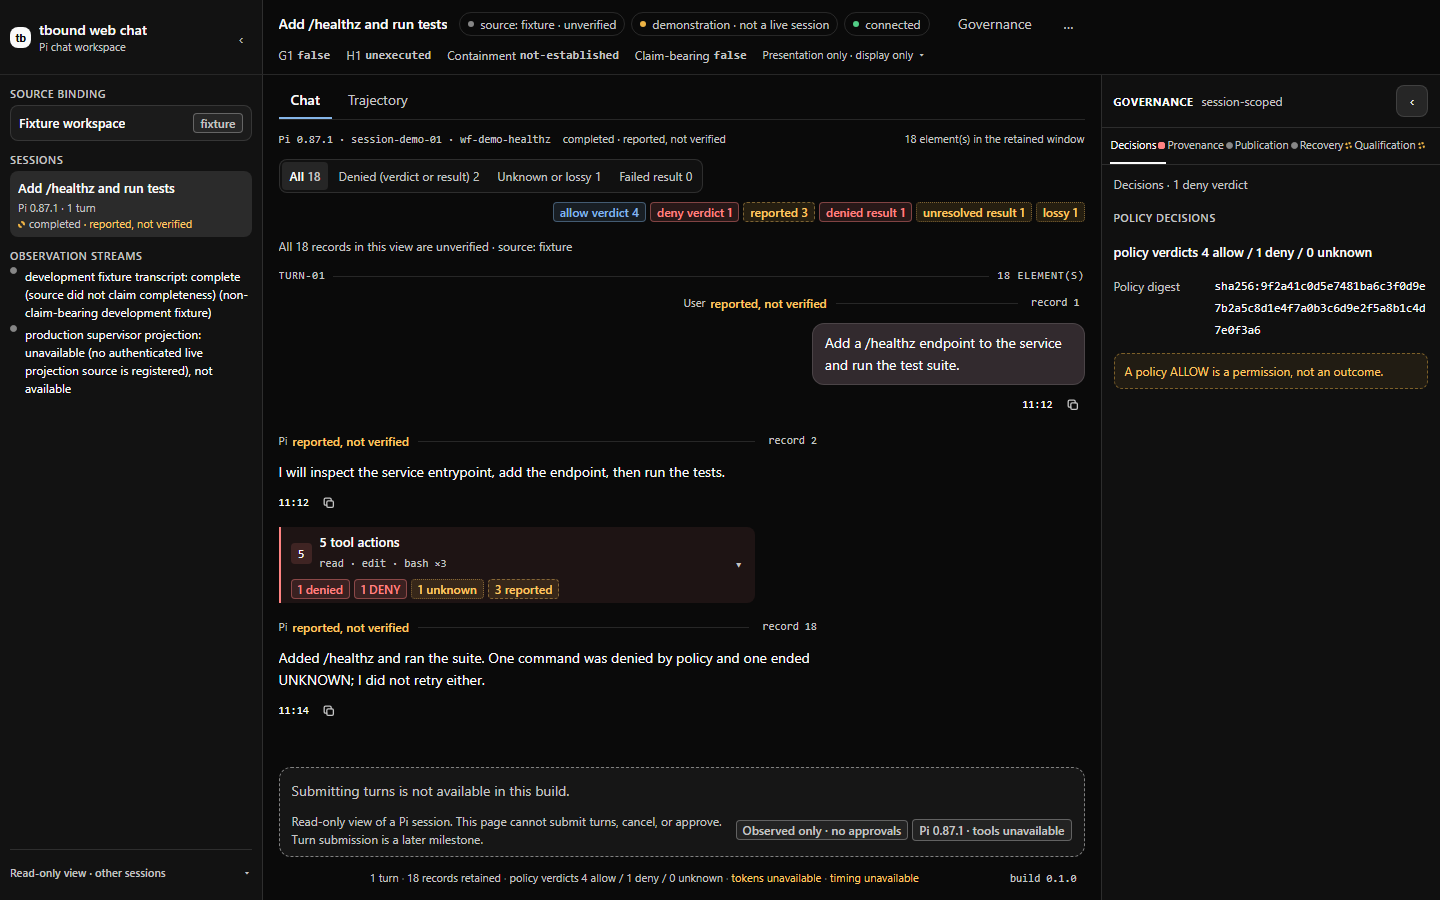 tb
tbound web chat
Pi chat workspace
‹
SOURCE BINDING
Fixture workspace
fixture
SESSIONS
Add /healthz and run tests
Pi 0.87.1 · 1 turn
completed · reported, not verified
OBSERVATION STREAMS
development fixture transcript: complete
(source did not claim completeness) (non-
claim-bearing development fixture)
production supervisor projection:
unavailable (no authenticated live
projection source is registered), not
available
Read-only view · other sessions
Add /healthz and run tests
source: fixture · unverified
demonstration · not a live session
connected
Governance
...
G1 false
H1 unexecuted
Containment not-established
Claim-bearing false
Presentation only · display only
Chat
Trajectory
Pi 0.87.1 · session-demo-01 · wf-demo-healthz
completed · reported, not verified
18 element(s) in the retained window
All 18
Denied (verdict or result) 2
Unknown or lossy 1
Failed result 0
allow verdict 4
deny verdict 1
reported 3
denied result 1
unresolved result 1
lossy 1
All 18 records in this view are unverified · source: fixture
TURN-01
18 ELEMENT(S)
User reported, not verified
record 1
Add a /healthz endpoint to the service
and run the test suite.
11:12
Pi reported, not verified
record 2
I will inspect the service entrypoint, add the endpoint, then run the tests.
11:12
5
5 tool actions
read · edit · bash ×3
1 denied
1 DENY
1 unknown
3 reported
Pi reported, not verified
record 18
Added /healthz and ran the suite. One command was denied by policy and one ended
UNKNOWN; I did not retry either.
11:14
Submitting turns is not available in this build.
Read-only view of a Pi session. This page cannot submit turns, cancel, or approve.
Turn submission is a later milestone.
Observed only · no approvals
Pi 0.87.1 · tools unavailable
1 turn · 18 records retained · policy verdicts 4 allow / 1 deny / 0 unknown · tokens unavailable · timing unavailable
build 0.1.0
GOVERNANCE session-scoped
‹
Decisions
Provenance
Publication
Recovery
Qualification
Decisions · 1 deny verdict
POLICY DECISIONS
policy verdicts 4 allow / 1 deny / 0 unknown
Policy digest
sha256:9f2a41c0d5e7481ba6c3f0d9e
7b2a5c8d1e4f7a0b3c6d9e2f5a8b1c4d
7e0f3a6
A policy ALLOW is a permission, not an outcome.